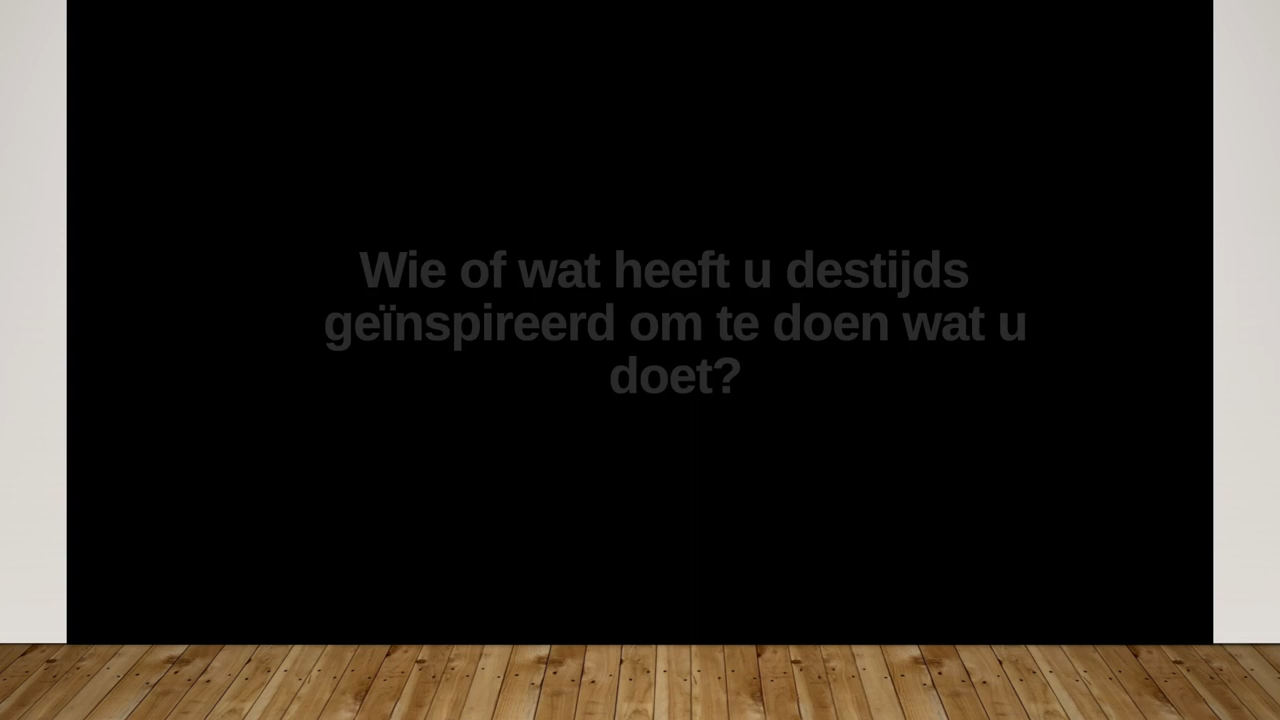 Wie of wat heeft u destijds
geïnspireerd om te doen wat u
doet?